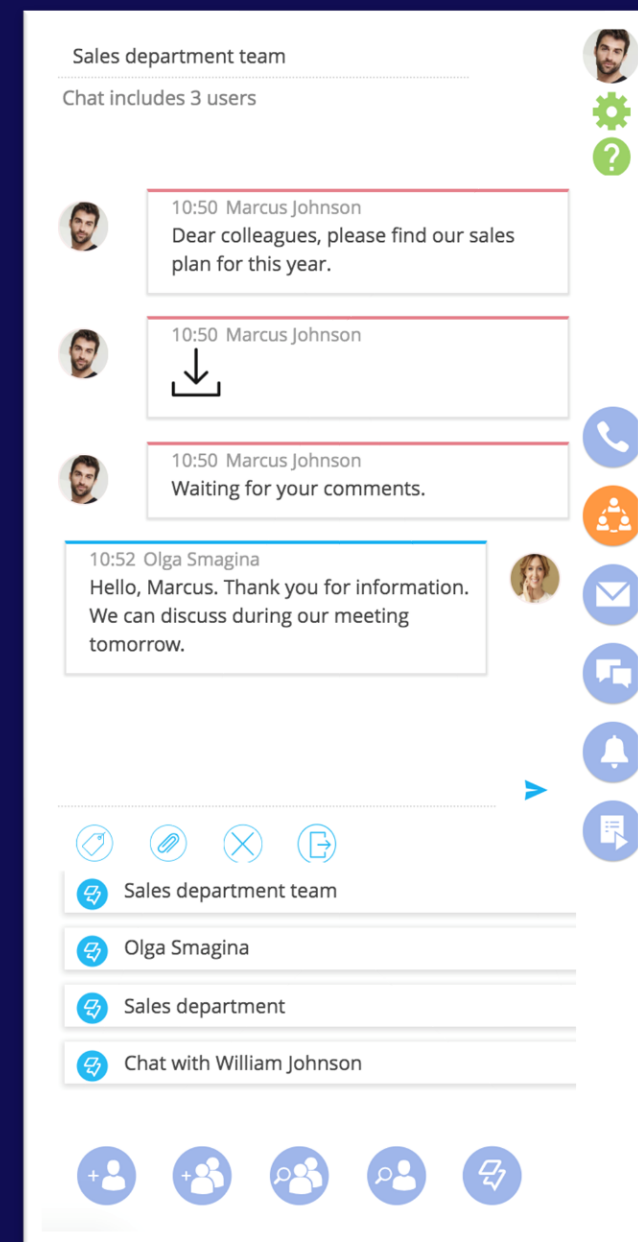 Sales department team
Chat includes 3 users
10:50 Marcus Johnson
Dear colleagues, please find our sales
plan for this year.
10:50 Marcus Johnson
10:50 Marcus Johnson
Waiting for your comments.
10:52 Olga Smagina
Hello, Marcus. Thank you for information.
We can discuss during our meeting
tomorrow.
Sales department team
Olga Smagina
Sales department
Chat with William Johnson